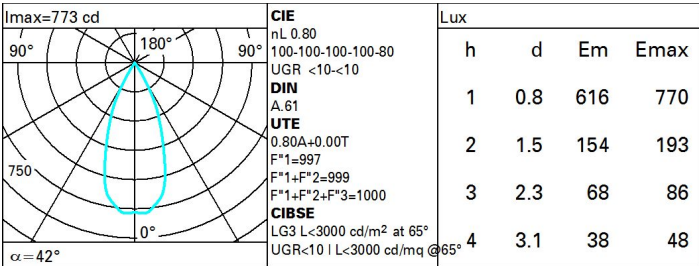 Imax=773 cd
90°
180°
90°
750
0°
α=42°
CIE
nL 0.80
100-100-100-100-80
UGR <10-<10
DIN
A.61
UTE
0.80A+0.00T
F"1=997
F"1+F"2=999
F"1+F"2+F"3=1000
CIBSE
LG3 L<3000 cd/m² at 65°
UGR<10 | L<3000 cd/mq @65°
Lux
h d Em Emax
1 0.8 616 770
2 1.5 154 193
3 2.3 68 86
4 3.1 38 48